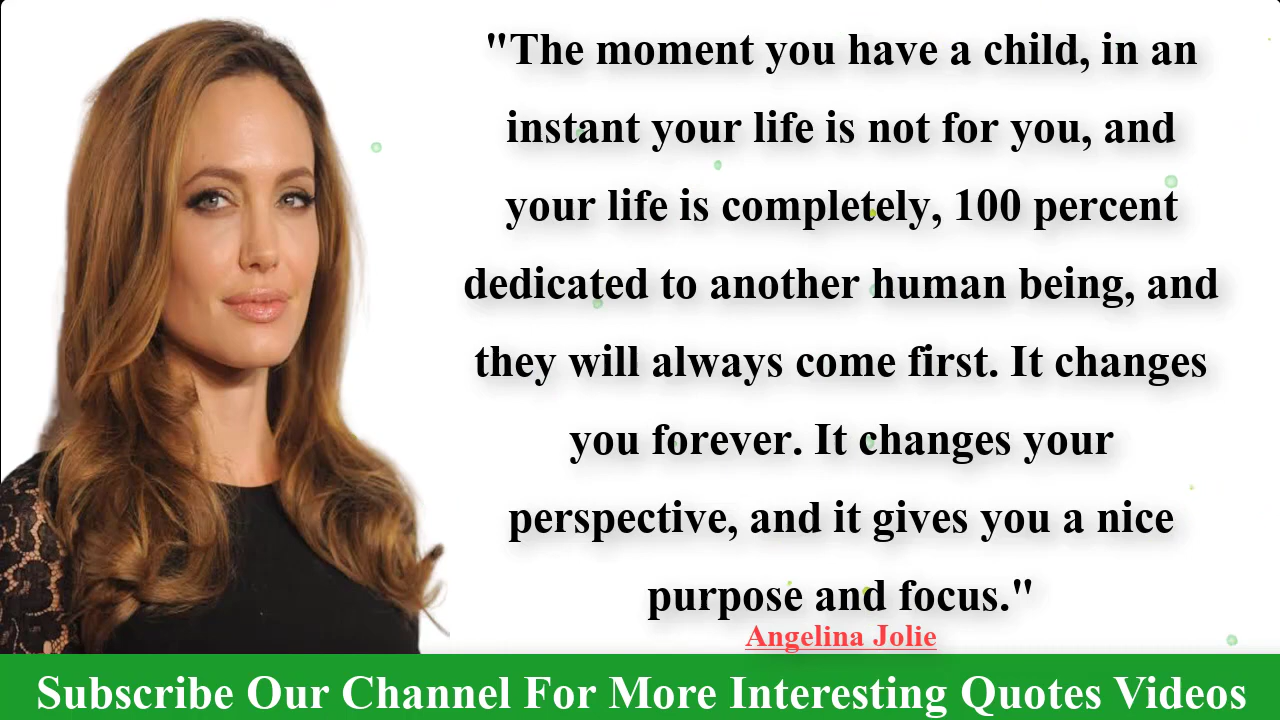 "The moment you have a child, in an
instant your life is not for you, and
your life is completely, 100 percent
dedicated to another human being, and
they will always come first. It changes
you forever. It changes your
perspective, and it gives you a nice
purpose and focus."
Angelina Jolie
Subscribe Our Channel For More Interesting Quotes Videos